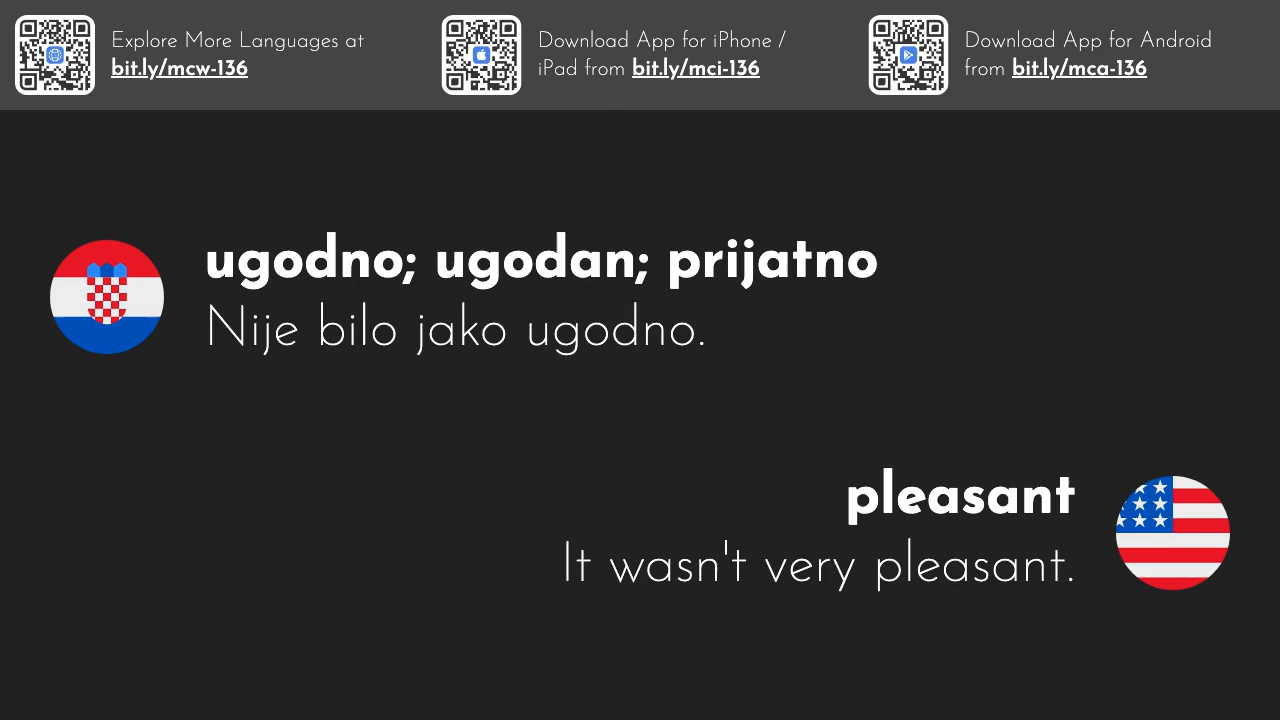 Explore More Languages at
bit.ly/mcw-136
Download App for iPhone /
iPad from bit.ly/mci-136
Download App for Android
from bit.ly/mca-136
ugodno; ugodan; prijatno
Nije bilo jako ugodno.
pleasant
It wasn't very pleasant.